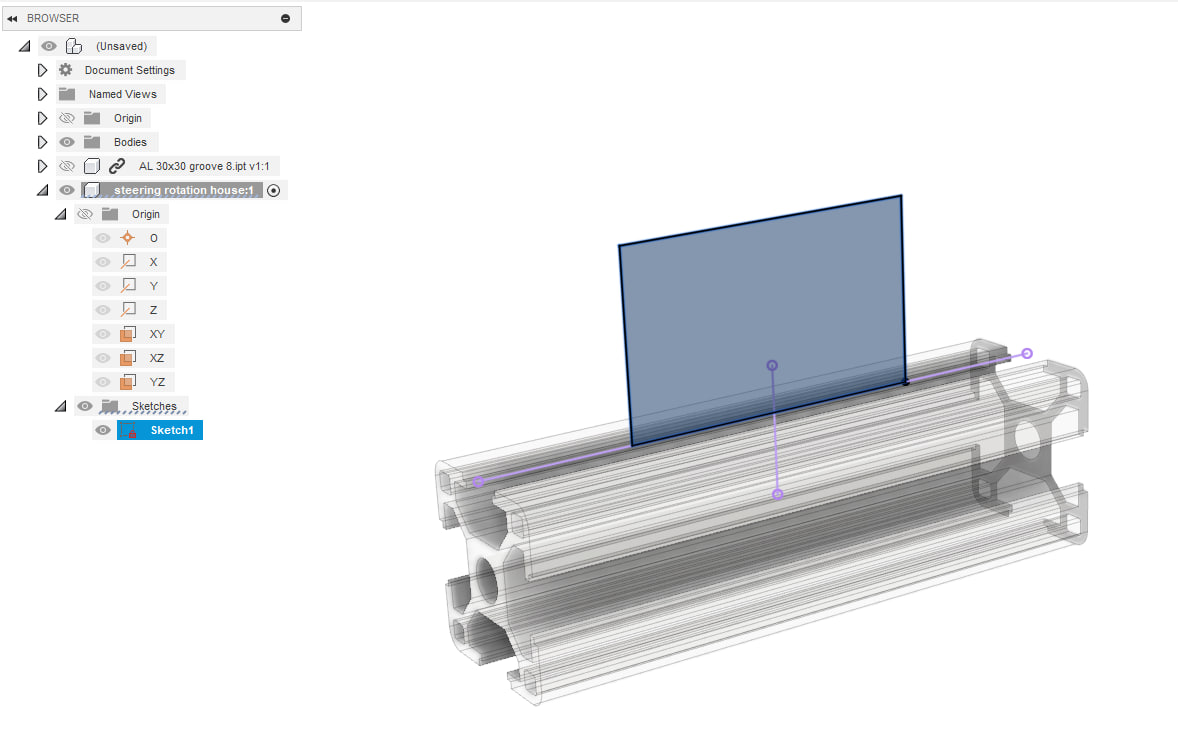 BROWSER
(Unsaved)
Document Settings
Named Views
Origin
Bodies
AL 30x30 groove 8.ipt v1:1
steering rotation house:1
Origin
O
X
Y
Z
XY
XZ
YZ
Sketches
Sketch1